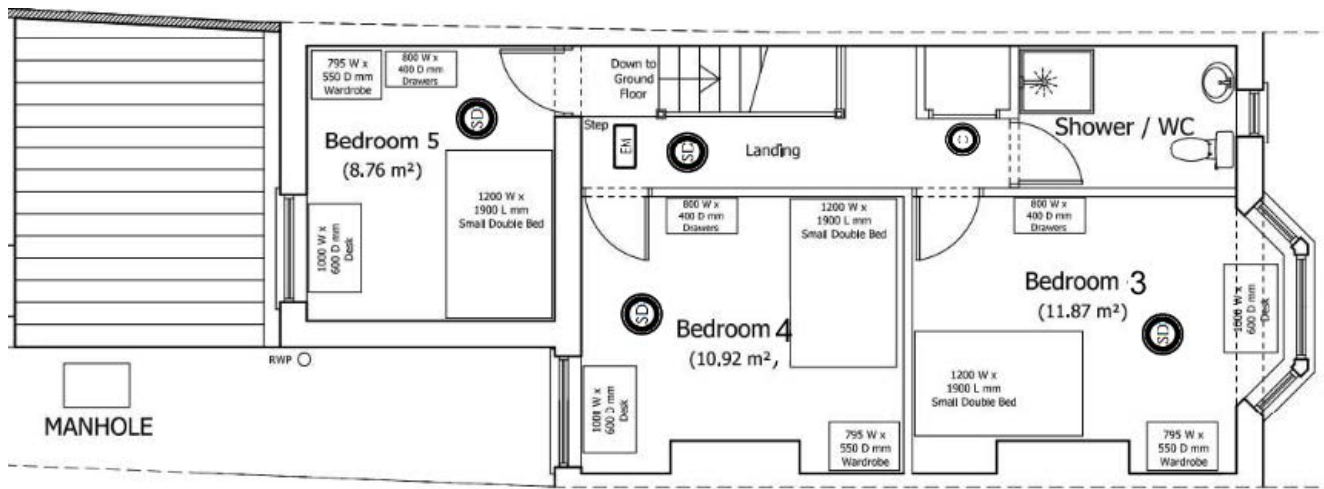 795 W x
550 D mm
Wardrobe
800 W x
400 D mm
Drawers
SD
Bedroom 5
(8.76 m²)
1200 W x
1900 L mm
Small Double Bed
1000 W x
600 D mm
Desk
Down to
Ground
Floor
Step
EM
SD
Landing
C
Shower / WC
800 W x
400 D mm
Drawers
1200 W x
1900 L mm
Small Double Bed
SD
Bedroom 4
(10.92 m²,
600 D mm
Desk
795 W x
550 D mm
Wardrobe
800 W x
400 D mm
Drawers
Bedroom 3
(11.87 m²)
SD
600 D mm
Desk
1200 W x
1900 L mm
Small Double Bed
795 W x
550 D mm
Wardrobe
RWP
MANHOLE